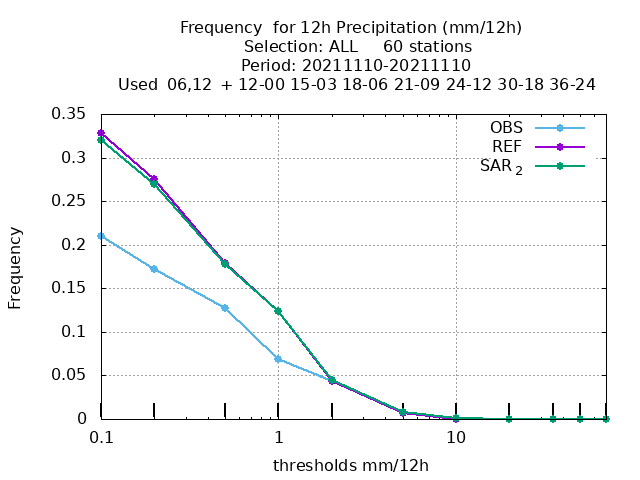 Frequency  for 12h Precipitation (mm/12h)
Selection: ALL     60 stations
Period: 20211110-20211110
Used  06,12  + 12-00 15-03 18-06 21-09 24-12 30-18 36-24
OBS
REF
SAR 2
0.35
0.3
0.25
0.2
0.15
0.1
0.05
0
Frequency
0.1
1
10
thresholds mm/12h